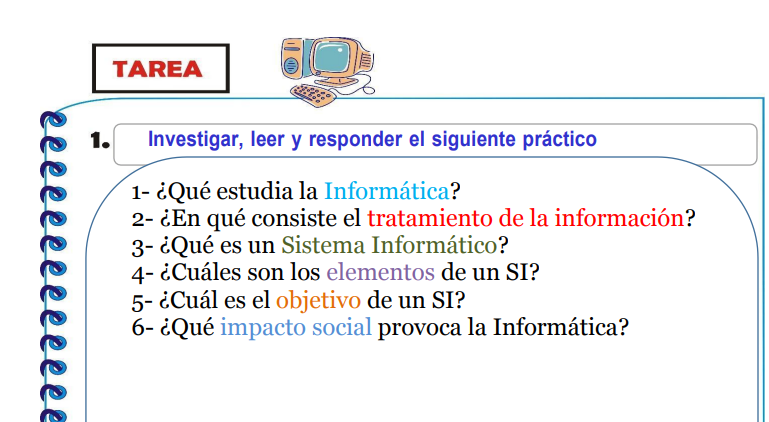 TAREA
1. Investigar, leer y responder el siguiente práctico
1- ¿Qué estudia la Informática?
2- ¿En qué consiste el tratamiento de la información?
3- ¿Qué es un Sistema Informático?
4- ¿Cuáles son los elementos de un SI?
5- ¿Cuál es el objetivo de un SI?
6- ¿Qué impacto social provoca la Informática?